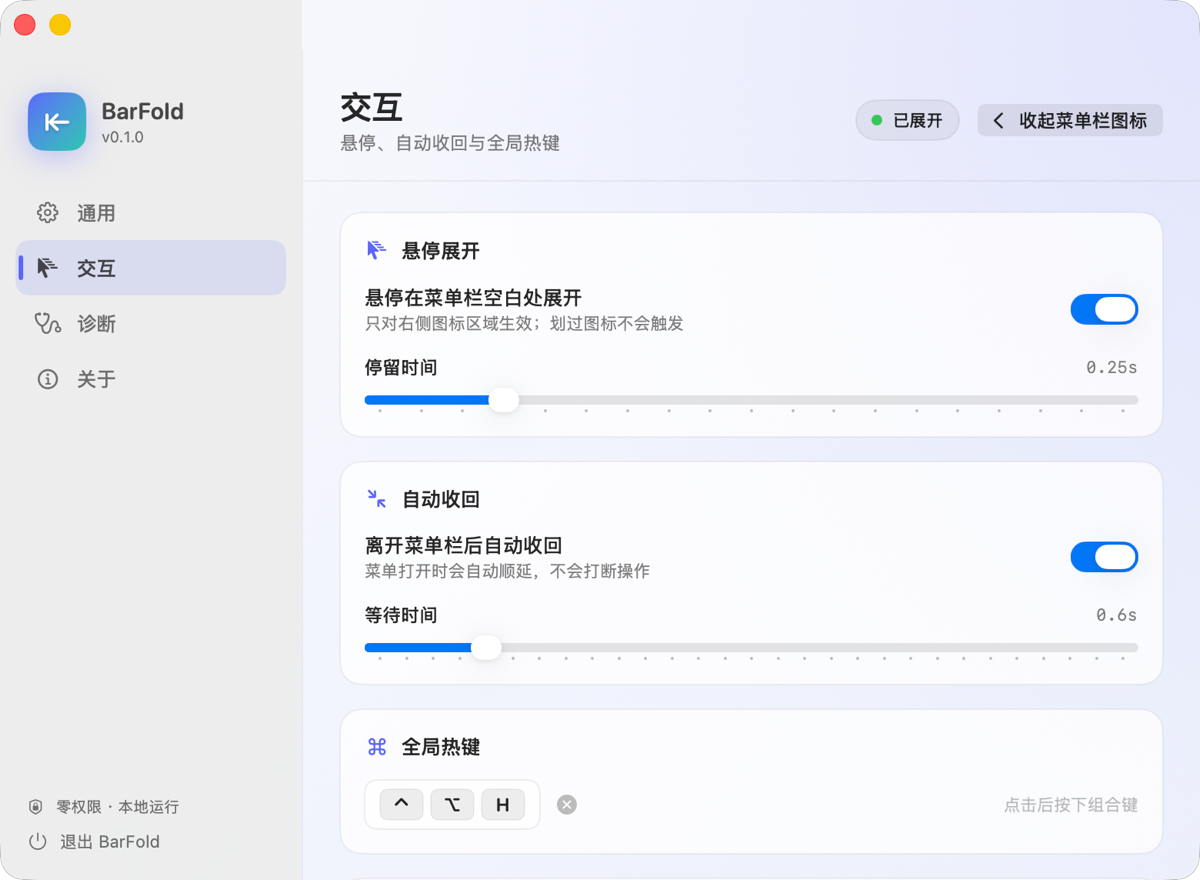 BarFold
v0.1.0
通用
交互
诊断
关于
零权限 · 本地运行
退出 BarFold
交互
悬停、自动收回与全局热键
已展开
收起菜单栏图标
悬停展开
悬停在菜单栏空白处展开
只对右侧图标区域生效；划过图标不会触发
停留时间
0.25s
自动收回
离开菜单栏后自动收回
菜单打开时会自动顺延，不会打断操作
等待时间
0.6s
全局热键
^ ⌥ H
点击后按下组合键